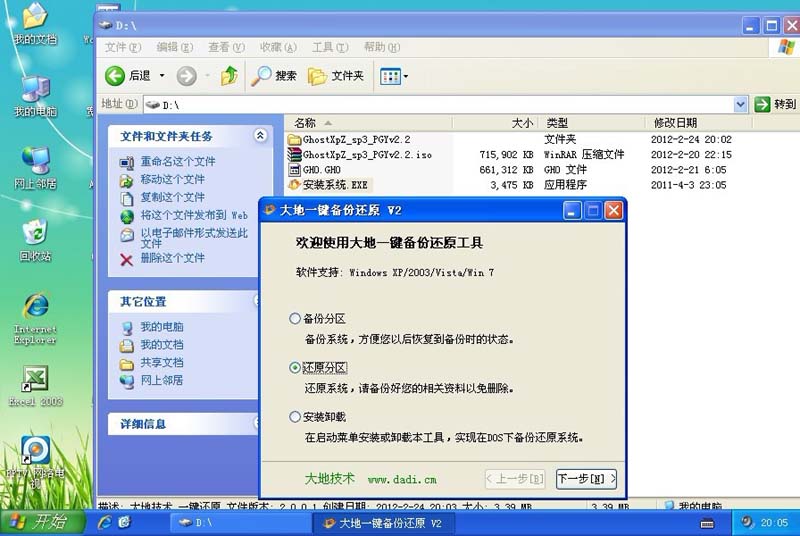 我的文档
我的电脑
网上邻居
回收站
Internet
Explorer
Excel 2003
PPTV 网络电
视
D:\
文件(F) 编辑(E) 查看(V) 收藏(A) 工具(T) 帮助(H)
后退 搜索 文件夹
地址(D) D:\ 转到
文件和文件夹任务
重命名这个文件
移动这个文件
复制这个文件
将这个文件发布到 Web
以电子邮件形式发送此
文件
删除这个文件
其它位置
我的电脑
我的文档
共享文档
网上邻居
详细信息
名称 大小 类型 修改日期
GhostXpZ_sp3_PGYv2.2 文件夹 2012-2-24 20:02
GhostXpZ_sp3_PGYv2.2.iso 715,902 KB WinRAR 压缩文件 2012-2-20 22:15
GHO.GHO 661,312 KB GHO 文件 2012-2-21 6:05
安装系统.EXE 3,475 KB 应用程序 2011-4-3 23:05
大地一键备份还原 V2
欢迎使用大地一键备份还原工具
软件支持: Windows XP/2003/Vista/Win 7
备份分区
备份系统，方便您以后恢复到备份时的状态。
还原分区
还原系统，请备份好您的相关资料以免删除。
安装卸载
在启动菜单安装或卸载本工具，实现在DOS下备份还原系统。
大地技术 www.dadi.cm <上一步[B] 下一步[N] >
描述: 大地技术 一键还原 文件版本: 2.0.0.1 创建日期: 2012-2-24 20:03 大小: 3.39 MB 3.39 MB 我的电脑
开始 D:\ 大地一键备份还原 V2 20:05